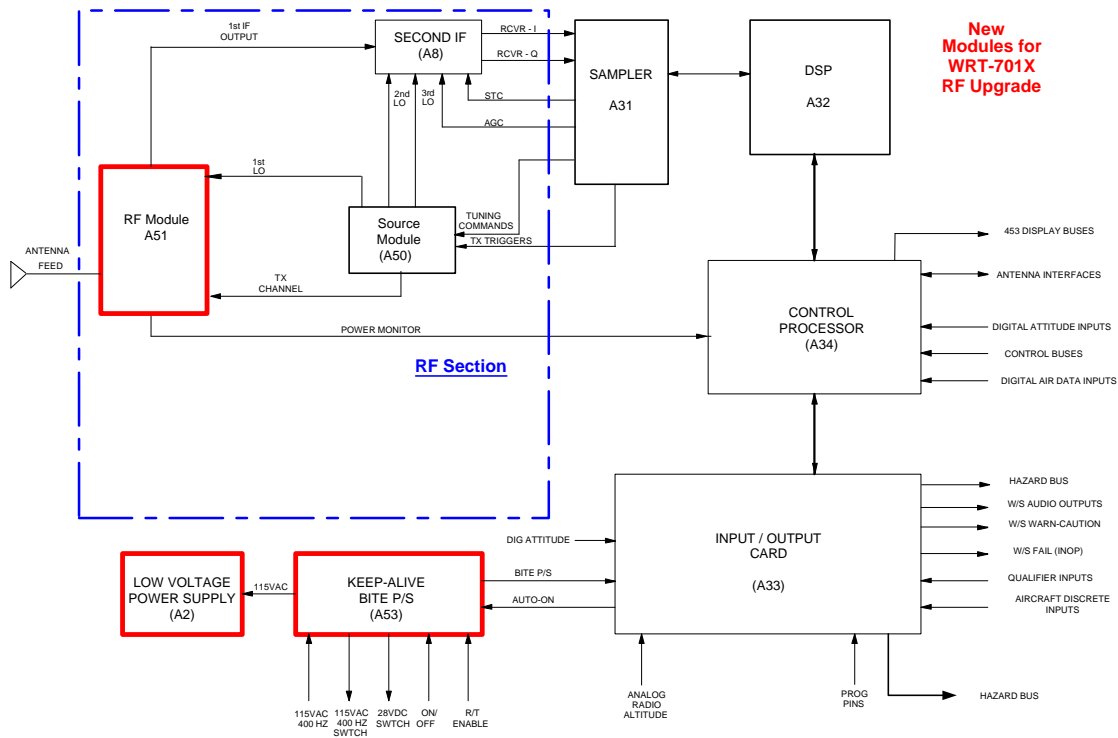 1st IF
OUTPUT
SECOND IF
(A8)
RCVR - I
RCVR - Q
SAMPLER
A31
DSP
A32
New
Modules for
WRT-701X
RF Upgrade
2nd
LO
3rd
LO
STC
AGC
1st
LO
RF Module
A51
Source
Module
(A50)
TUNING
COMMANDS
TX TRIGGERS
ANTENNA
FEED
TX
CHANNEL
POWER MONITOR
RF Section
CONTROL
PROCESSOR
(A34)
453 DISPLAY BUSES
ANTENNA INTERFACES
DIGITAL ATTITUDE INPUTS
CONTROL BUSES
DIGITAL AIR DATA INPUTS
INPUT / OUTPUT
CARD
(A33)
HAZARD BUS
W/S AUDIO OUTPUTS
W/S WARN-CAUTION
W/S FAIL (INOP)
QUALIFIER INPUTS
AIRCRAFT DISCRETE
INPUTS
DIG ATTITUDE
LOW VOLTAGE
POWER SUPPLY
(A2)
115VAC
KEEP-ALIVE
BITE P/S
(A53)
BITE P/S
AUTO-ON
115VAC
400 HZ
115VAC
400 HZ
SWTCH
28VDC
SWTCH
ON/
OFF
R/T
ENABLE
ANALOG
RADIO
ALTITUDE
PROG
PINS
HAZARD BUS